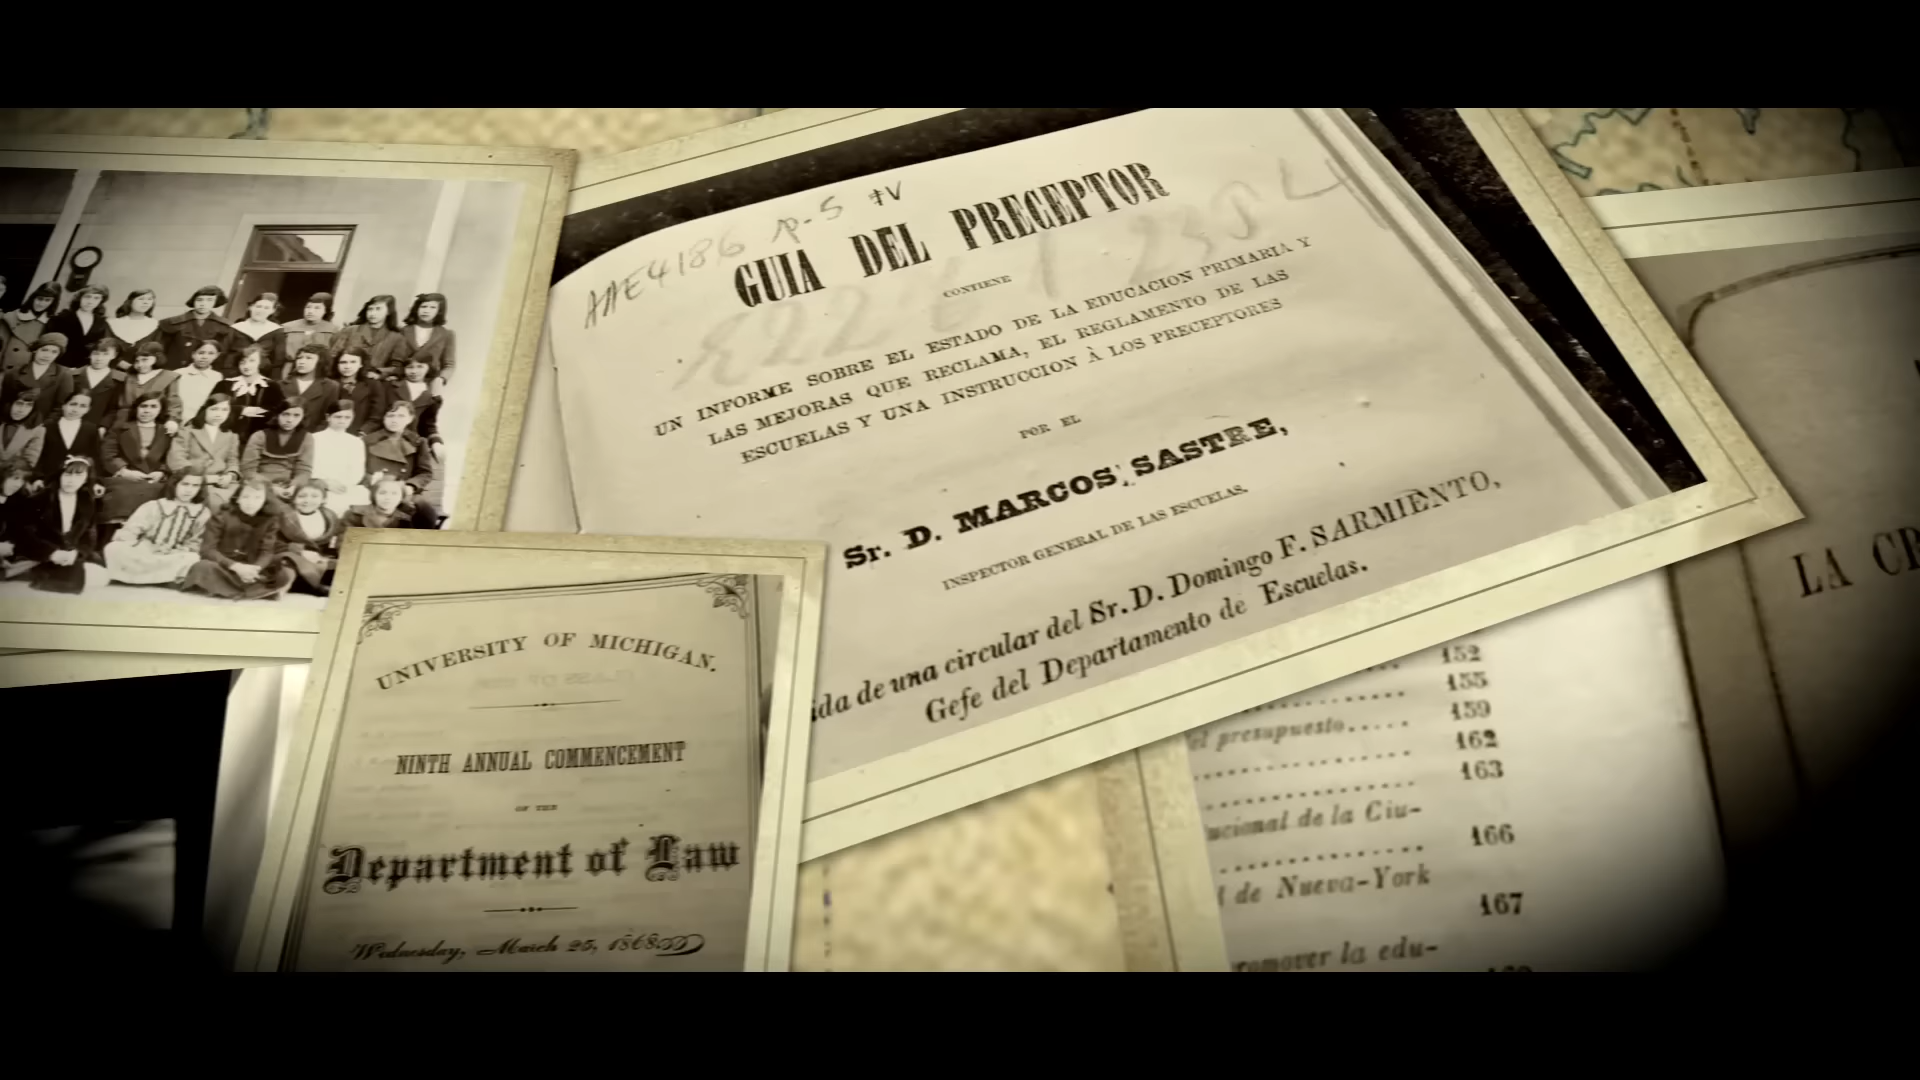 AAE4186 p-5 ‡V
GUIA DEL PRECEPTOR
CONTIENE
UN INFORME SOBRE EL ESTADO DE LA EDUCACION PRIMARIA Y
LAS MEJORAS QUE RECLAMA, EL REGLAMENTO DE LAS
ESCUELAS Y UNA INSTRUCCION À LOS PRECEPTORES
POR EL
Sr. D. MARCOS SASTRE,
INSPECTOR GENERAL DE LAS ESCUELAS,
ida de una circular del Sr. D. Domingo F. SARMIENTO,
Gefe del Departamento de Escuelas.
UNIVERSITY OF MICHIGAN.
NINTH ANNUAL COMMENCEMENT
OF THE
Department of Law
Wednesday, March 25, 1868
152
155
el presupuesto..... 159
162
163
ucional de la Ciu-
166
l de Nueva-York
167
romover la edu-
LA CR